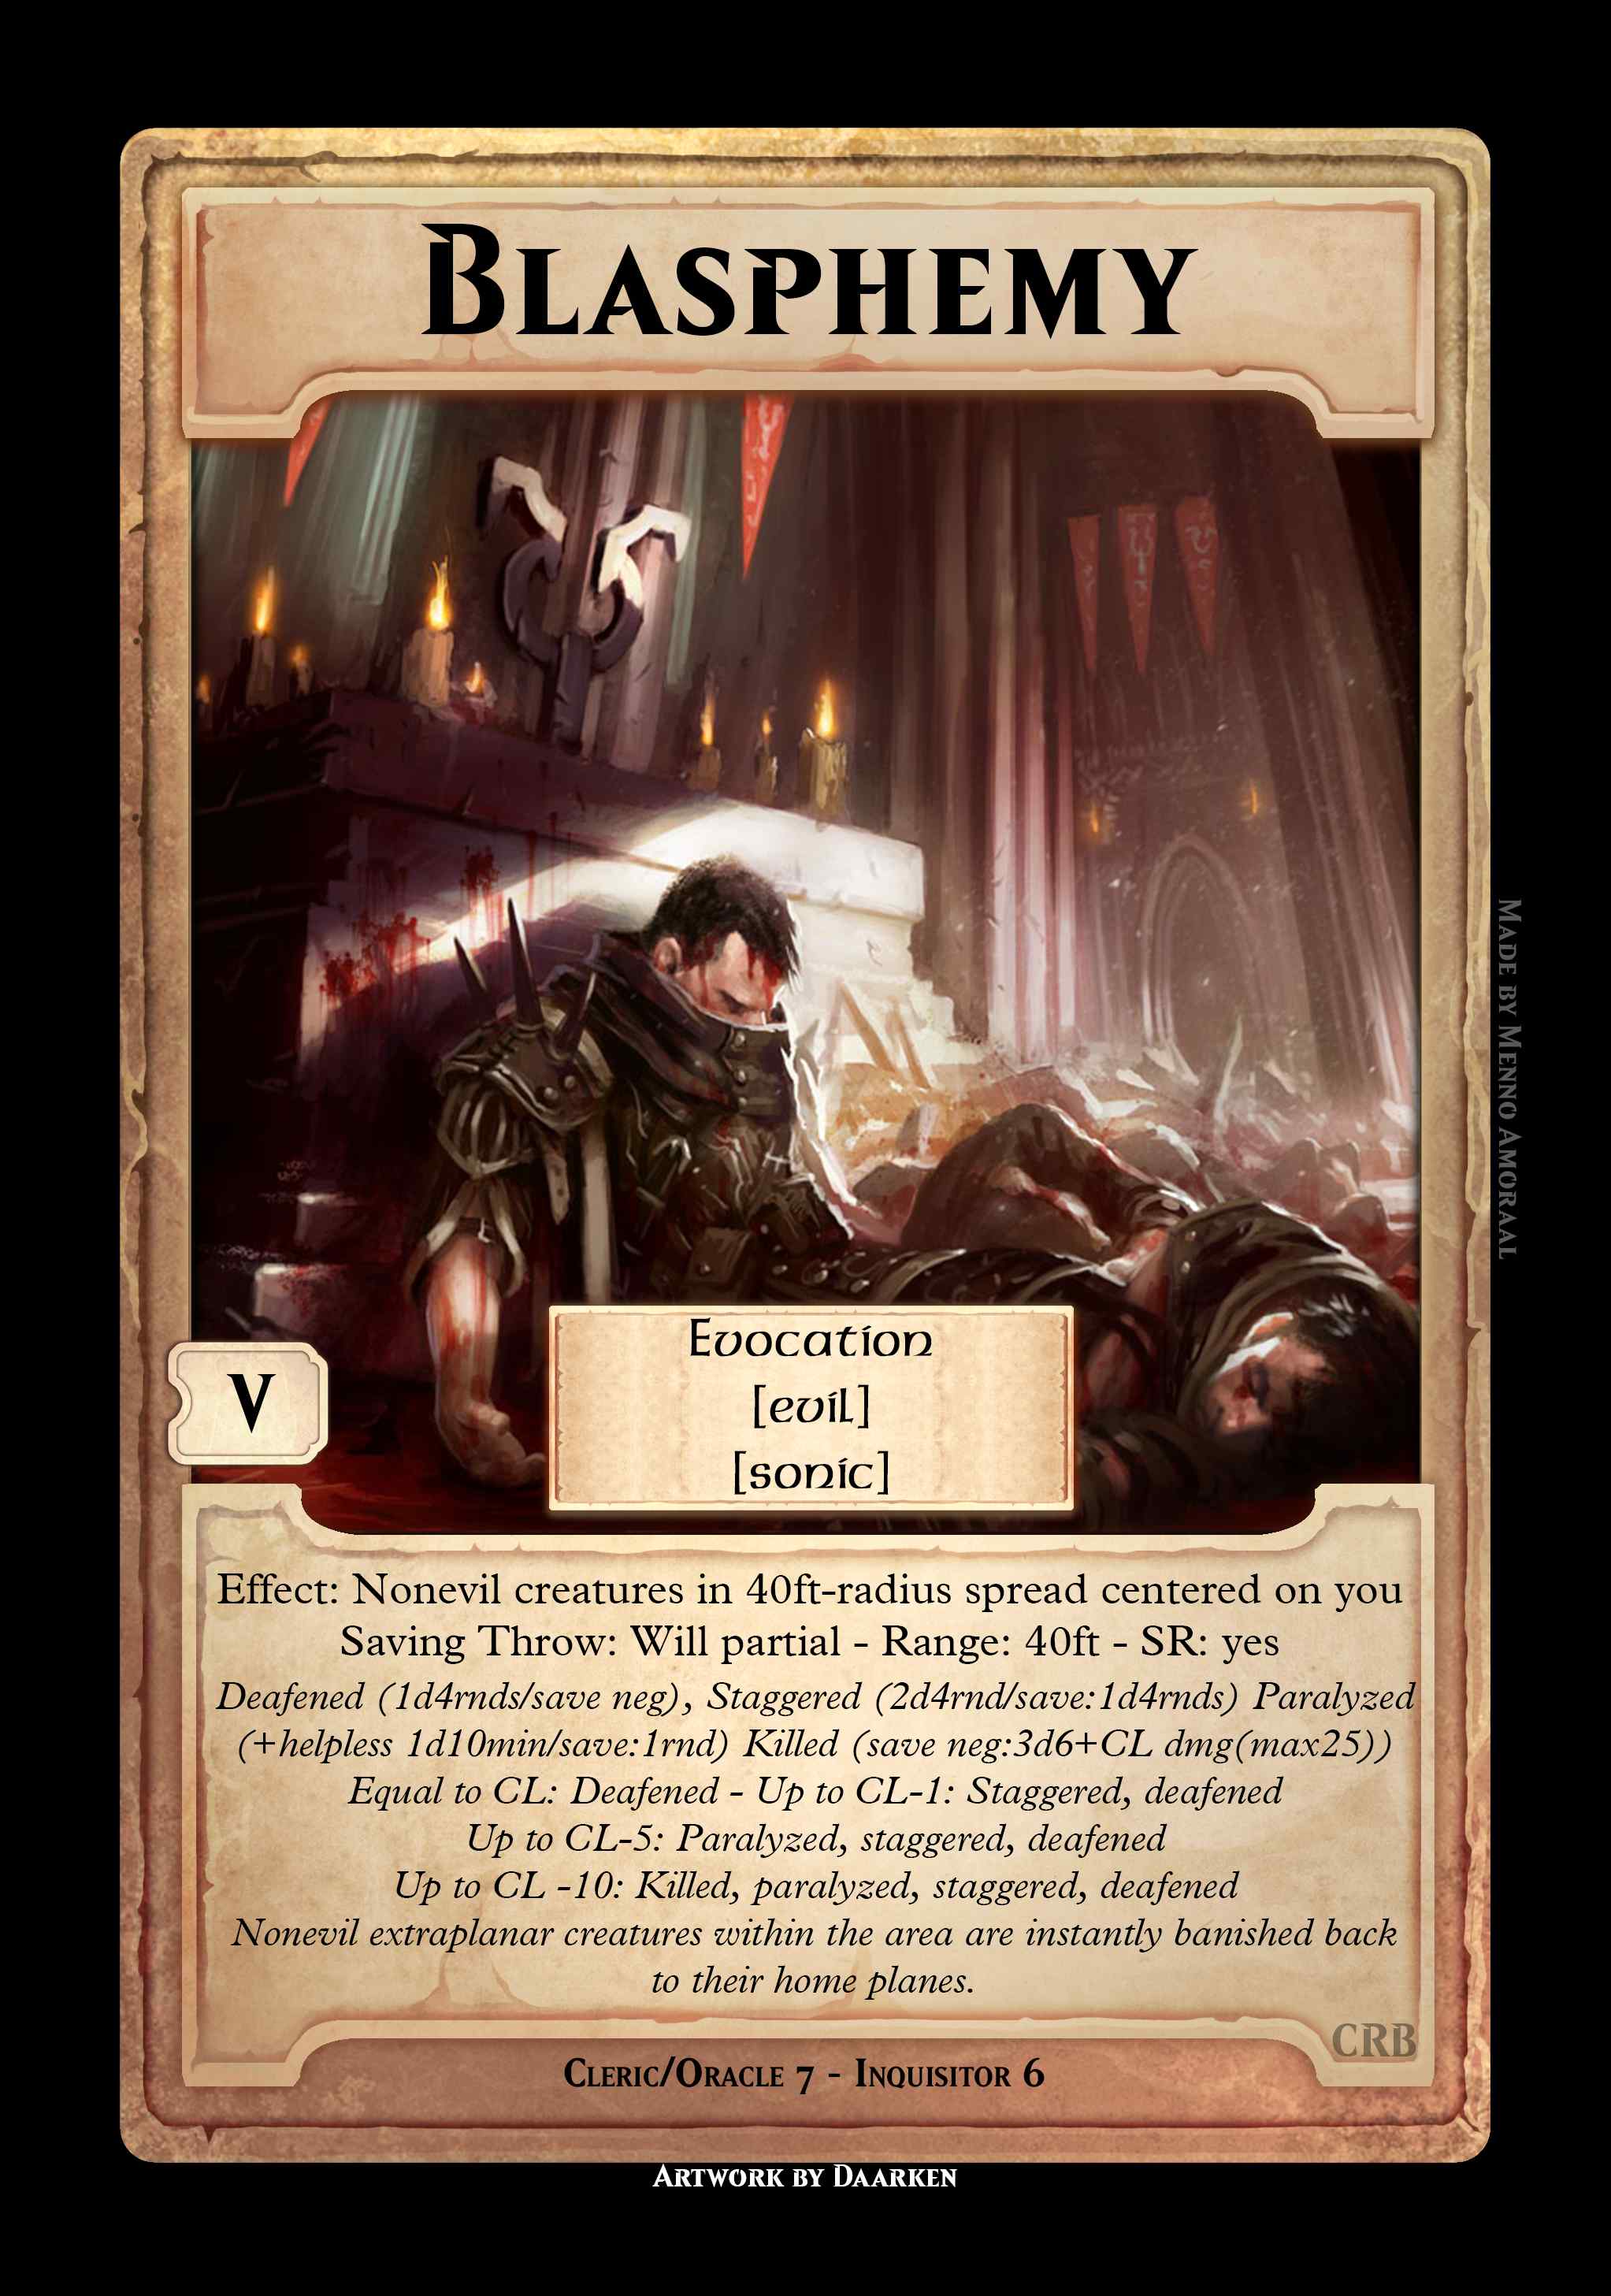 Blasphemy
Made by Menno Amoraal
V
Evocation
[evil]
[sonic]
Effect: Nonevil creatures in 40ft-radius spread centered on you
Saving Throw: Will partial - Range: 40ft - SR: yes
Deafened (1d4rnds/save neg), Staggered (2d4rnd/save:1d4rnds) Paralyzed
(+helpless 1d10min/save:1rnd) Killed (save neg:3d6+CL dmg(max25))
Equal to CL: Deafened - Up to CL-1: Staggered, deafened
Up to CL-5: Paralyzed, staggered, deafened
Up to CL -10: Killed, paralyzed, staggered, deafened
Nonevil extraplanar creatures within the area are instantly banished back
to their home planes.
CRB
Cleric/Oracle 7 - Inquisitor 6
Artwork by Daarken